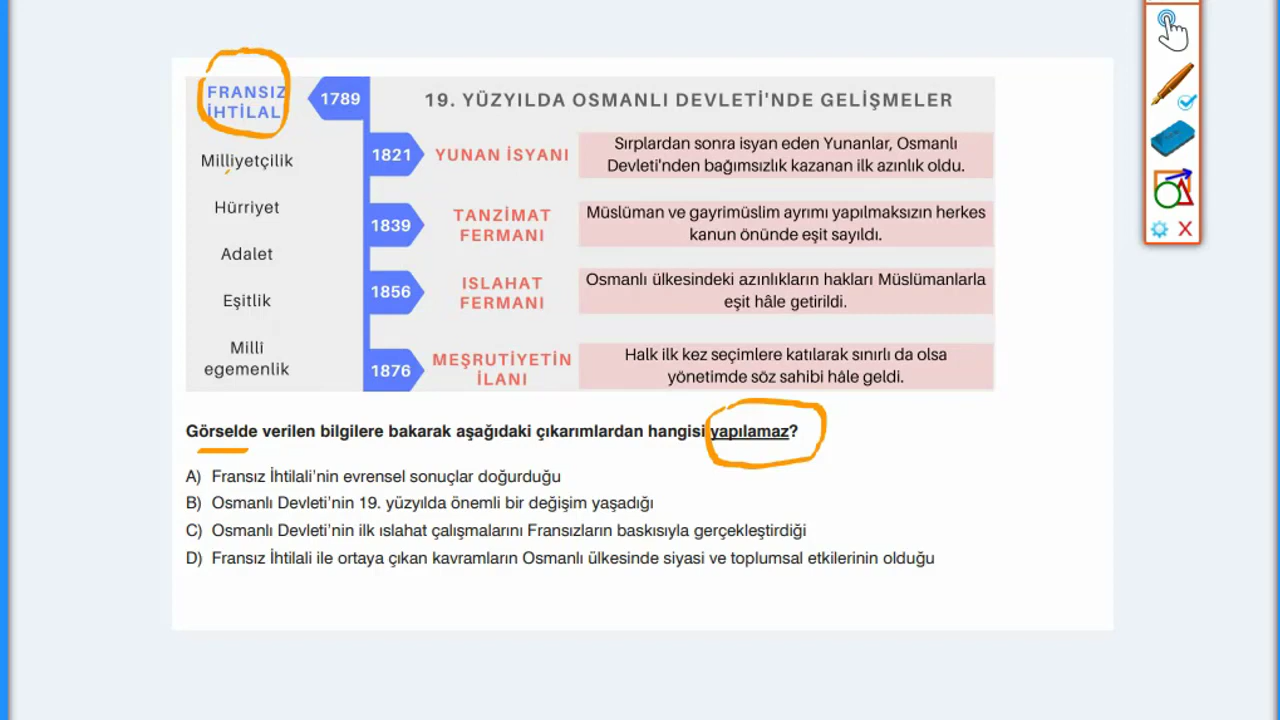 FRANSIZ
İHTİLAL
1789
19. YÜZYILDA OSMANLI DEVLETİ'NDE GELİŞMELER
Milliyetçilik
Hürriyet
Adalet
Eşitlik
Millî
egemenlik
1821
YUNAN İSYANI
Sırplardan sonra isyan eden Yunanlar, Osmanlı
Devleti'nden bağımsızlık kazanan ilk azınlık oldu.
1839
TANZİMAT
FERMANI
Müslüman ve gayrimüslim ayrımı yapılmaksızın herkes
kanun önünde eşit sayıldı.
1856
ISLAHAT
FERMANI
Osmanlı ülkesindeki azınlıkların hakları Müslümanlarla
eşit hâle getirildi.
1876
MEŞRUTİYETİN
İLANI
Halk ilk kez seçimlere katılarak sınırlı da olsa
yönetimde söz sahibi hâle geldi.
Görselde verilen bilgilere bakarak aşağıdaki çıkarımlardan hangisi yapılamaz?
A) Fransız İhtilali'nin evrensel sonuçlar doğurduğu
B) Osmanlı Devleti'nin 19. yüzyılda önemli bir değişim yaşadığı
C) Osmanlı Devleti'nin ilk ıslahat çalışmalarını Fransızların baskısıyla gerçekleştirdiği
D) Fransız İhtilali ile ortaya çıkan kavramların Osmanlı ülkesinde siyasi ve toplumsal etkilerinin olduğu